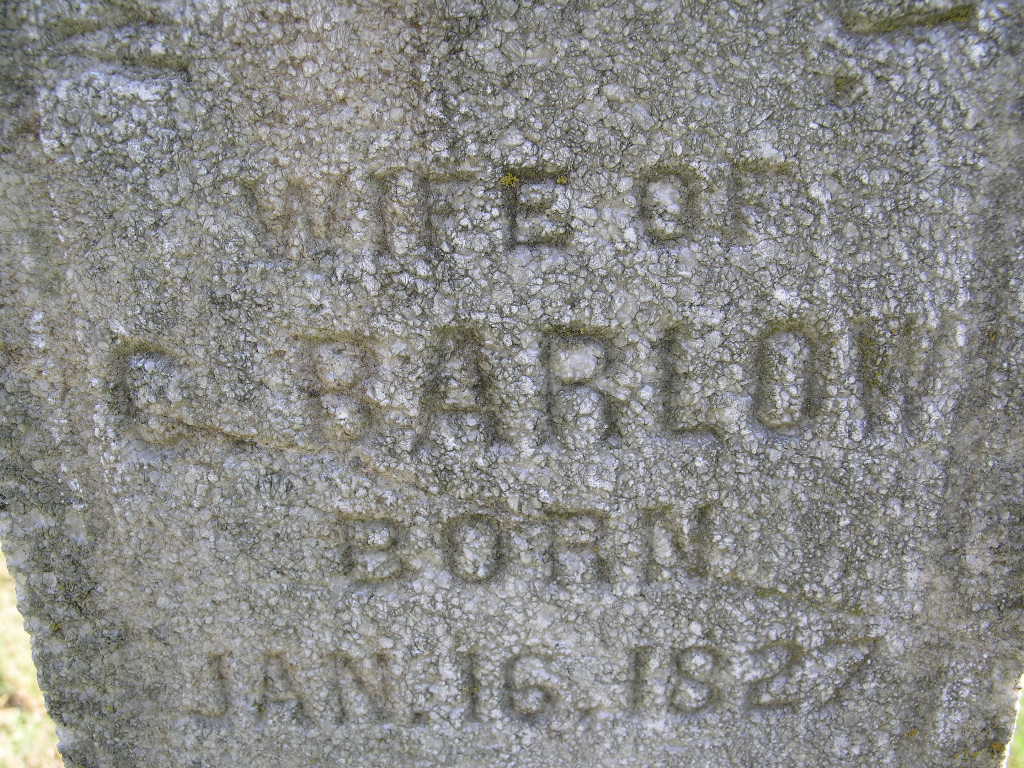 WIFE OF
C. BARLOW
BORN
JAN. 16, 1827